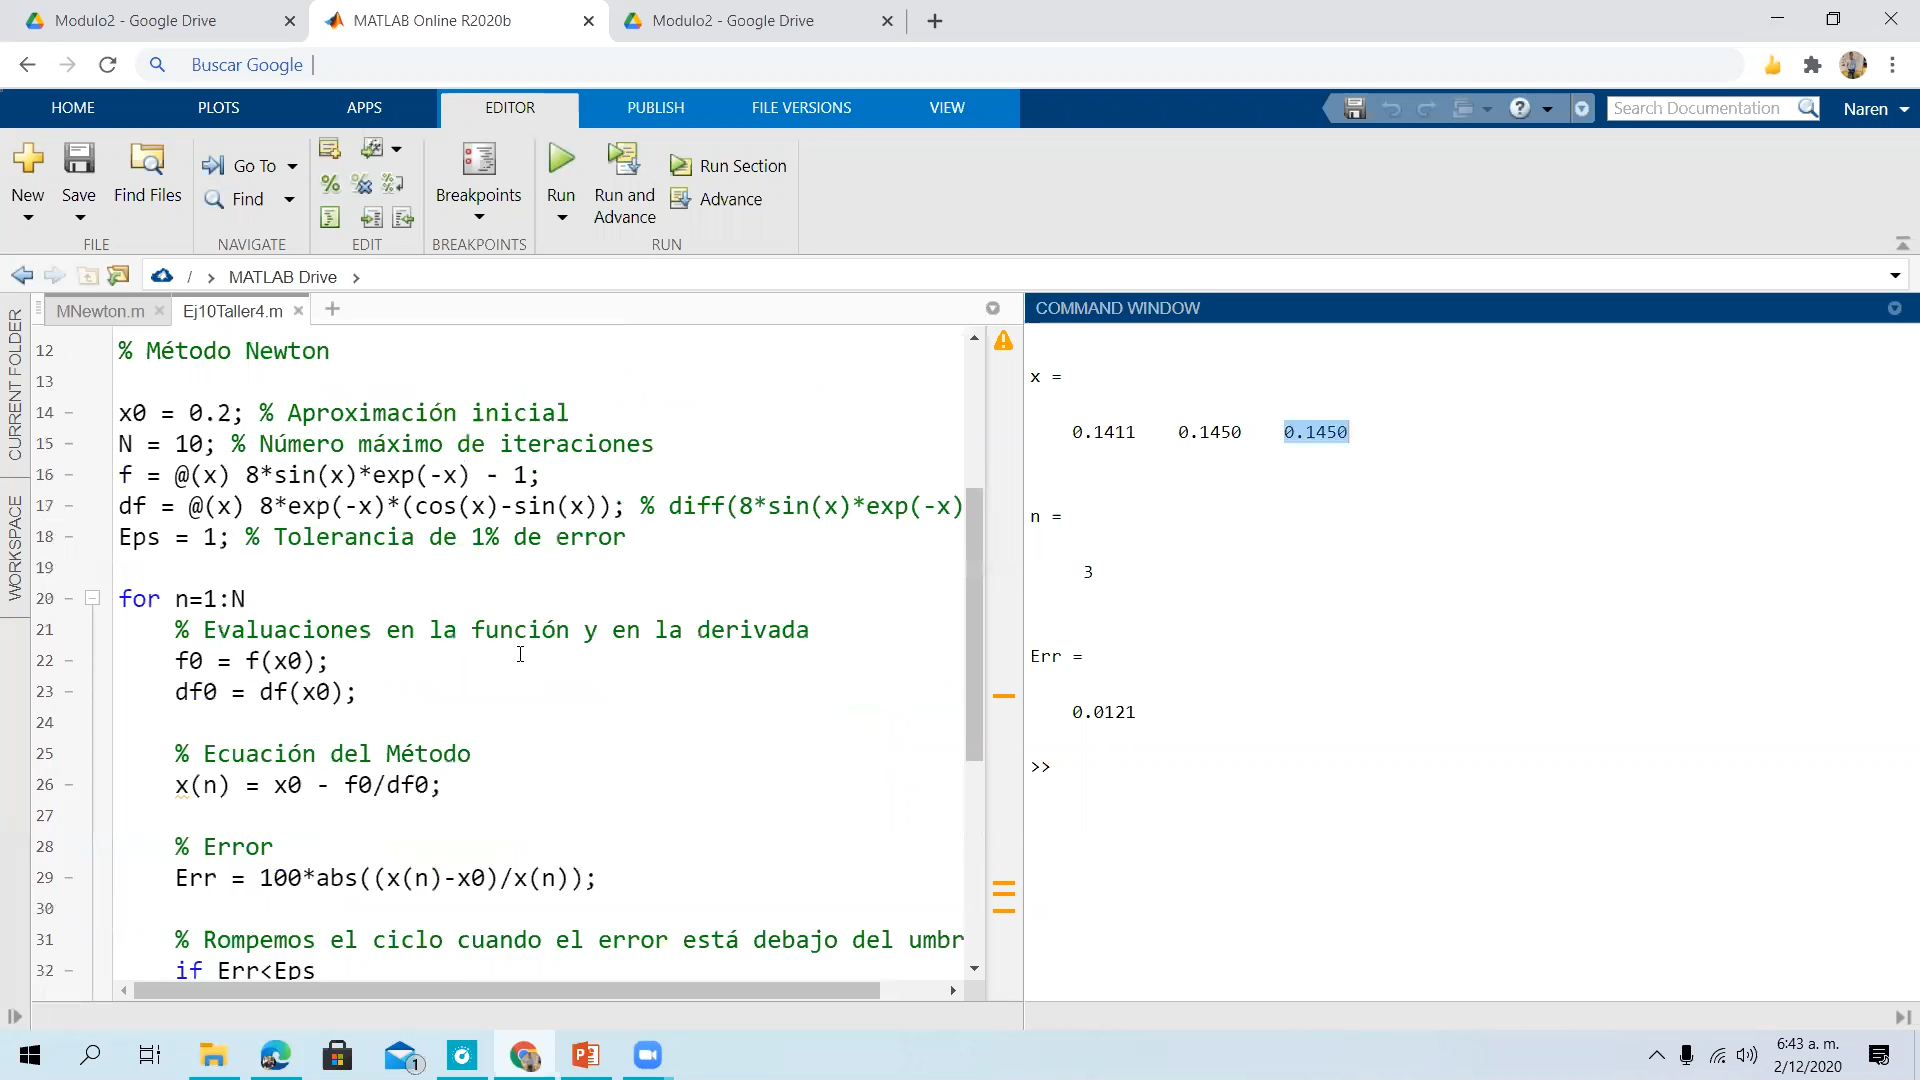 Modulo2 - Google Drive
MATLAB Online R2020b
Modulo2 - Google Drive
Buscar Google
HOME PLOTS APPS EDITOR PUBLISH FILE VERSIONS VIEW
Search Documentation
Naren
New
Save
Find Files
Go To
Find
Breakpoints
Run
Run and Advance
Run Section
Advance
FILE NAVIGATE EDIT BREAKPOINTS RUN
/ > MATLAB Drive >
CURRENT FOLDER
WORKSPACE
MNewton.m
Ej10Taller4.m
12 % Método Newton
13
14 – x0 = 0.2; % Aproximación inicial
15 – N = 10; % Número máximo de iteraciones
16 – f = @(x) 8*sin(x)*exp(-x) - 1;
17 – df = @(x) 8*exp(-x)*(cos(x)-sin(x)); % diff(8*sin(x)*exp(-x)
18 – Eps = 1; % Tolerancia de 1% de error
19
20 – for n=1:N
21 % Evaluaciones en la función y en la derivada
22 – f0 = f(x0);
23 – df0 = df(x0);
24
25 % Ecuación del Método
26 – x(n) = x0 - f0/df0;
27
28 % Error
29 – Err = 100*abs((x(n)-x0)/x(n));
30
31 % Rompemos el ciclo cuando el error está debajo del umbr
32 – if Err<Eps
COMMAND WINDOW
x =
0.1411 0.1450 0.1450
n =
3
Err =
0.0121
>>
1
6:43 a. m.
2/12/2020